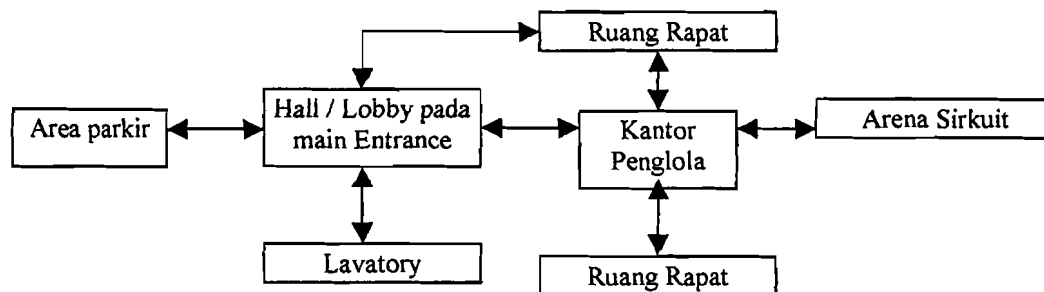 Ruang Rapat
Area parkir
Hall / Lobby pada
main Entrance
Kantor
Penglola
Arena Sirkuit
Lavatory
Ruang Rapat